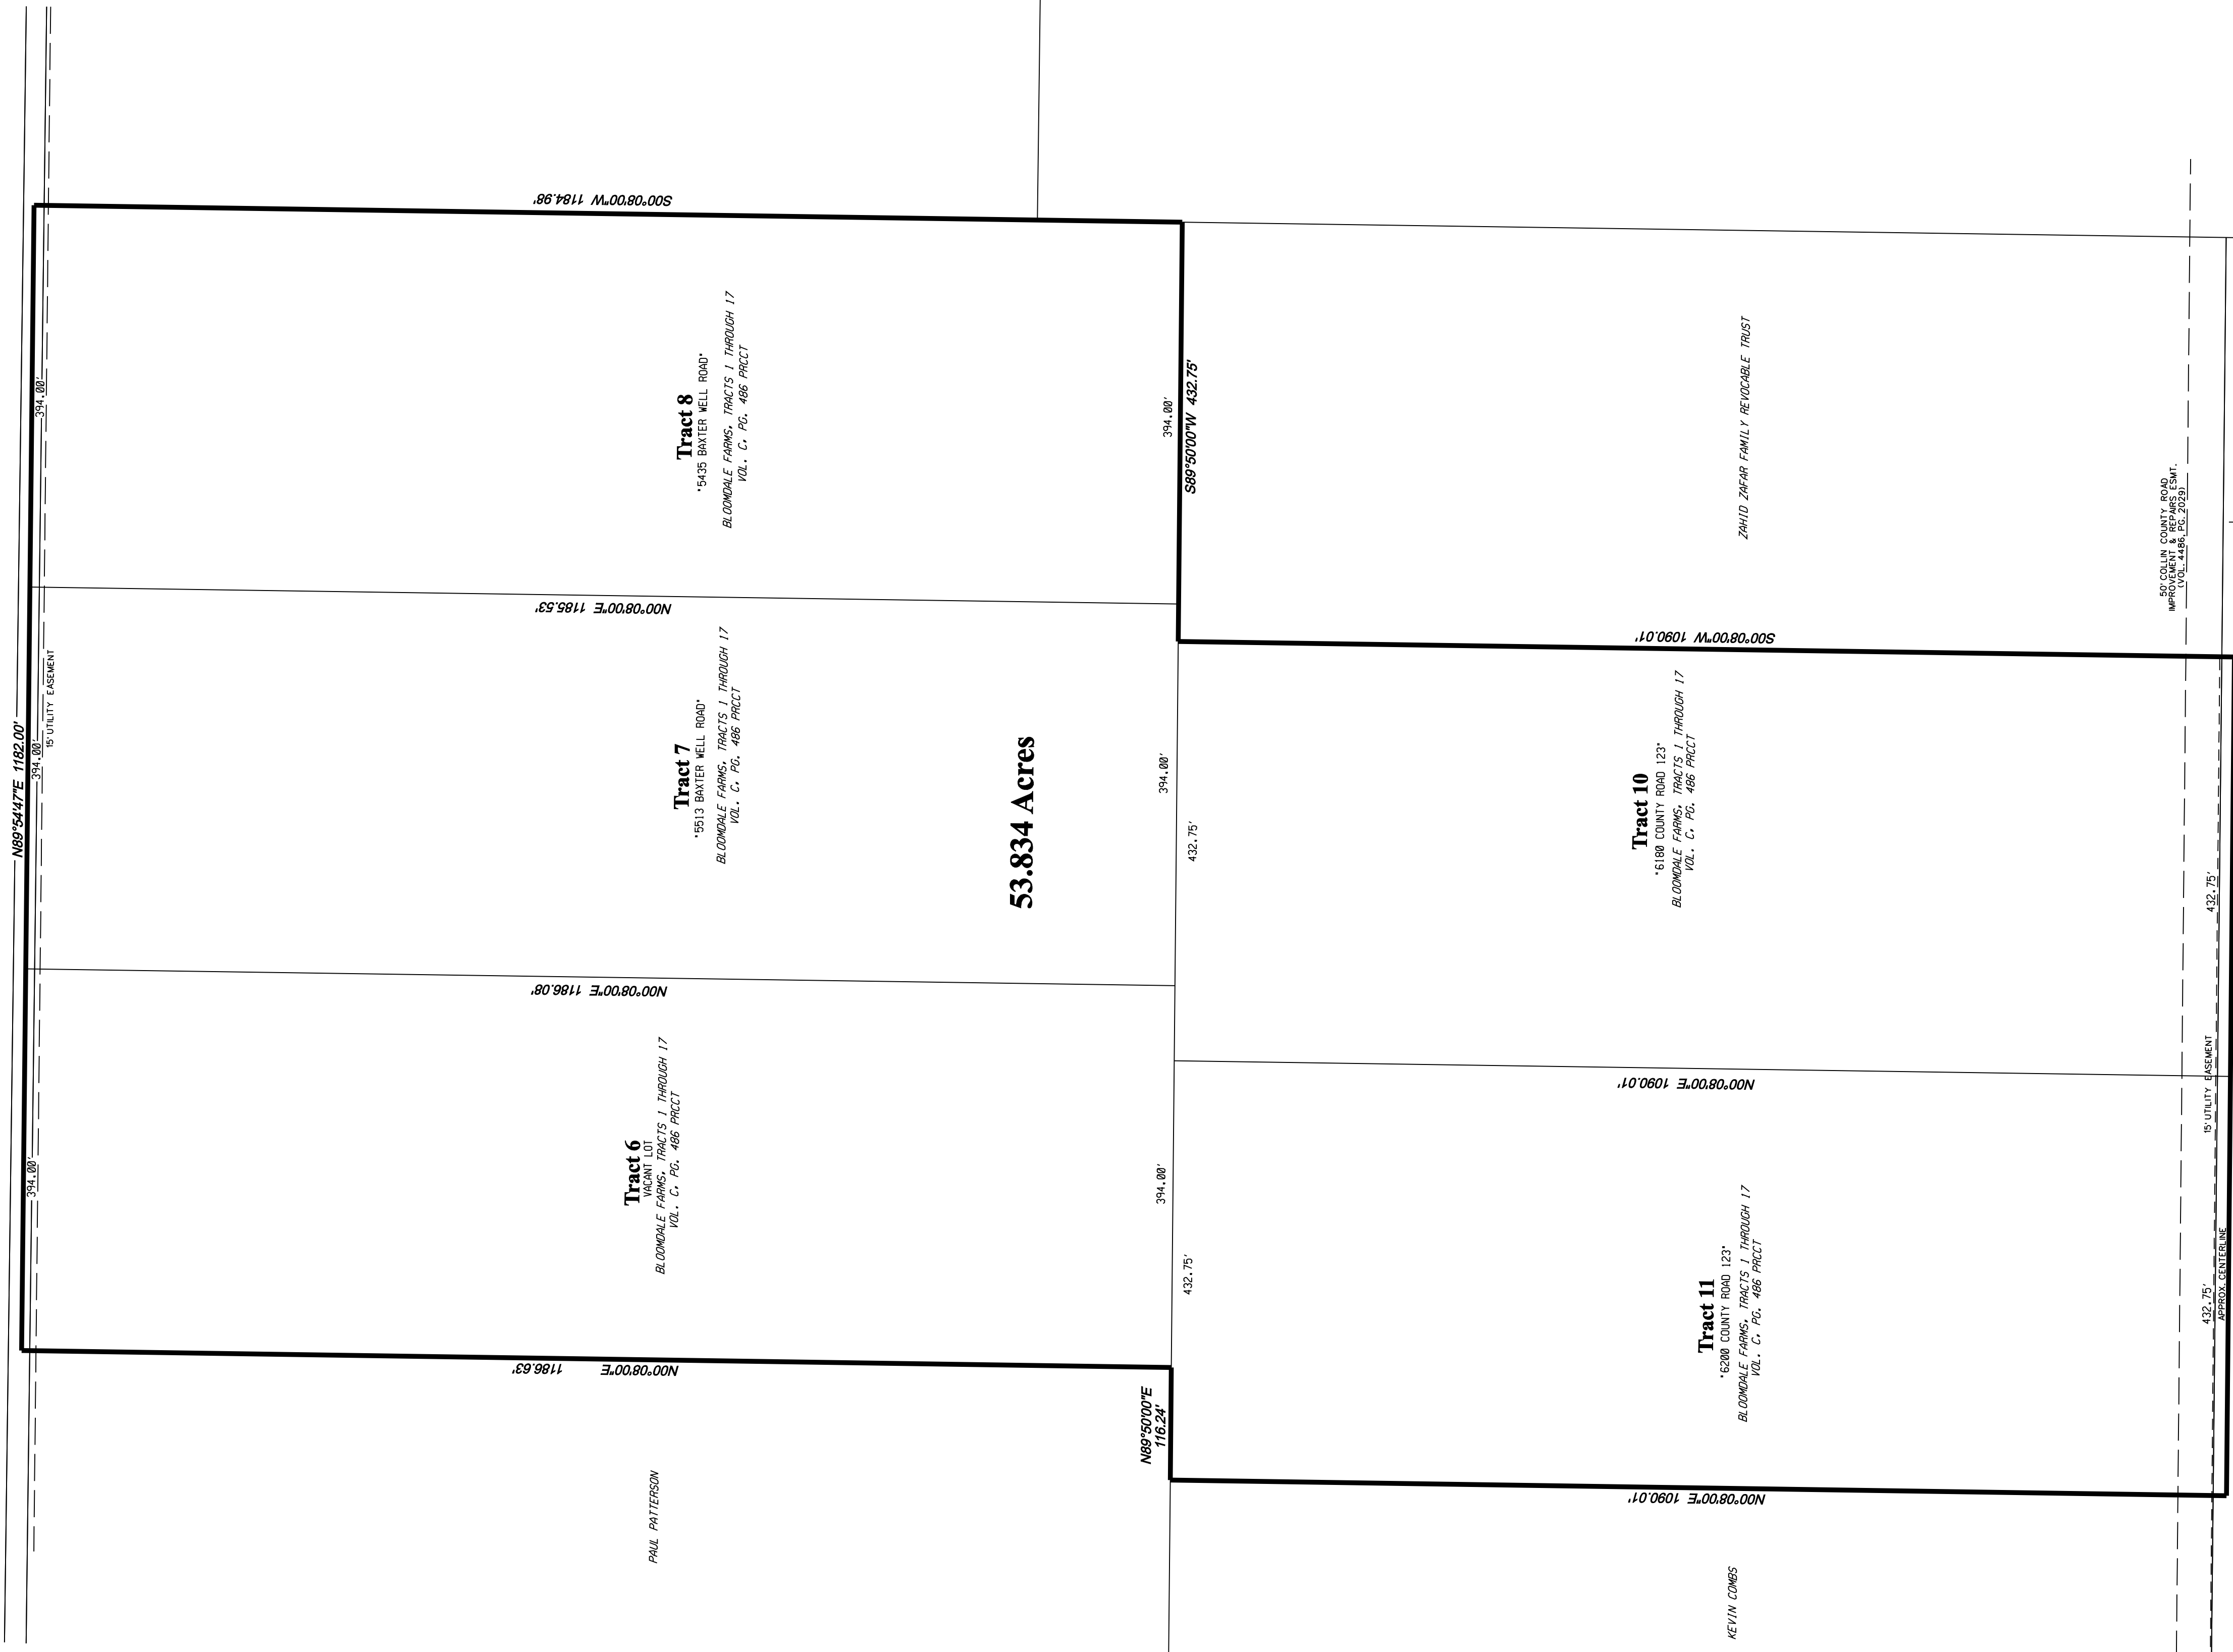 N89°54'47"E 1182.00'
394.00'
394.00'
394.00'
15' UTILITY EASEMENT
S00°08'00"W 1184.98'
N00°08'00"E 1185.53'
N00°08'00"E 1186.08'
N00°08'00"E 1186.63'
Tract 6
VACANT LOT
BLOOMDALE FARMS, TRACTS 1 THROUGH 17
VOL. C, PG. 486 PRCCT
Tract 7
"5513 BAXTER WELL ROAD"
BLOOMDALE FARMS, TRACTS 1 THROUGH 17
VOL. C, PG. 486 PRCCT
Tract 8
"5435 BAXTER WELL ROAD"
BLOOMDALE FARMS, TRACTS 1 THROUGH 17
VOL. C, PG. 486 PRCCT
PAUL PATTERSON
53.834 Acres
N89°50'00"E
116.24'
394.00'
394.00'
394.00'
S89°50'00"W 432.75'
432.75'
432.75'
S00°08'00"W 1090.01'
N00°08'00"E 1090.01'
N00°08'00"E 1090.01'
Tract 11
"6200 COUNTY ROAD 123"
BLOOMDALE FARMS, TRACTS 1 THROUGH 17
VOL. C, PG. 486 PRCCT
Tract 10
"6180 COUNTY ROAD 123"
BLOOMDALE FARMS, TRACTS 1 THROUGH 17
VOL. C, PG. 486 PRCCT
ZAHID ZAFAR FAMILY REVOCABLE TRUST
KEVIN COMBS
50' COLLIN COUNTY ROAD
IMPROVEMENT & REPAIRS ESMT.
(VOL. 4486, PG. 2029)
432.75'
432.75'
15' UTILITY EASEMENT
APPROX. CENTERLINE